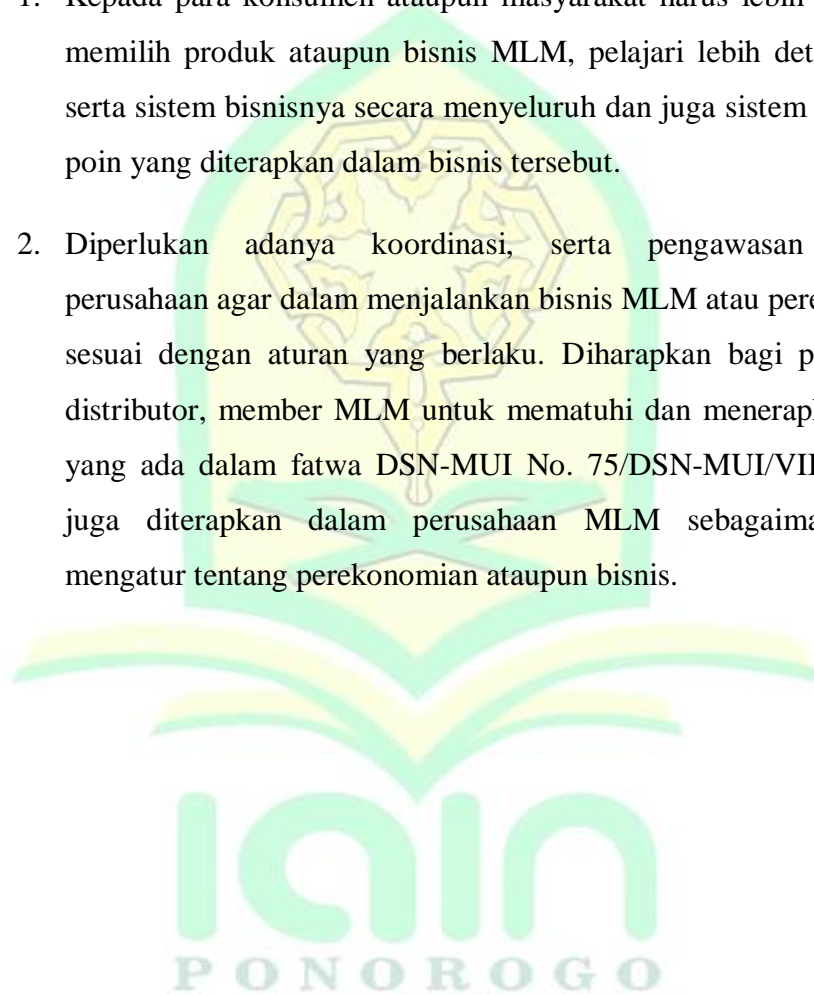 1. Kepada para konsumen ataupun masyarakat harus lebih
memilih produk ataupun bisnis MLM, pelajari lebih det
serta sistem bisnisnya secara menyeluruh dan juga sistem
poin yang diterapkan dalam bisnis tersebut.
2. Diperlukan adanya koordinasi, serta pengawasan
perusahaan agar dalam menjalankan bisnis MLM atau pere
sesuai dengan aturan yang berlaku. Diharapkan bagi p
distributor, member MLM untuk mematuhi dan menerap
yang ada dalam fatwa DSN-MUI No. 75/DSN-MUI/VII
juga diterapkan dalam perusahaan MLM sebagaima
mengatur tentang perekonomian ataupun bisnis.
iain
PONOROGO